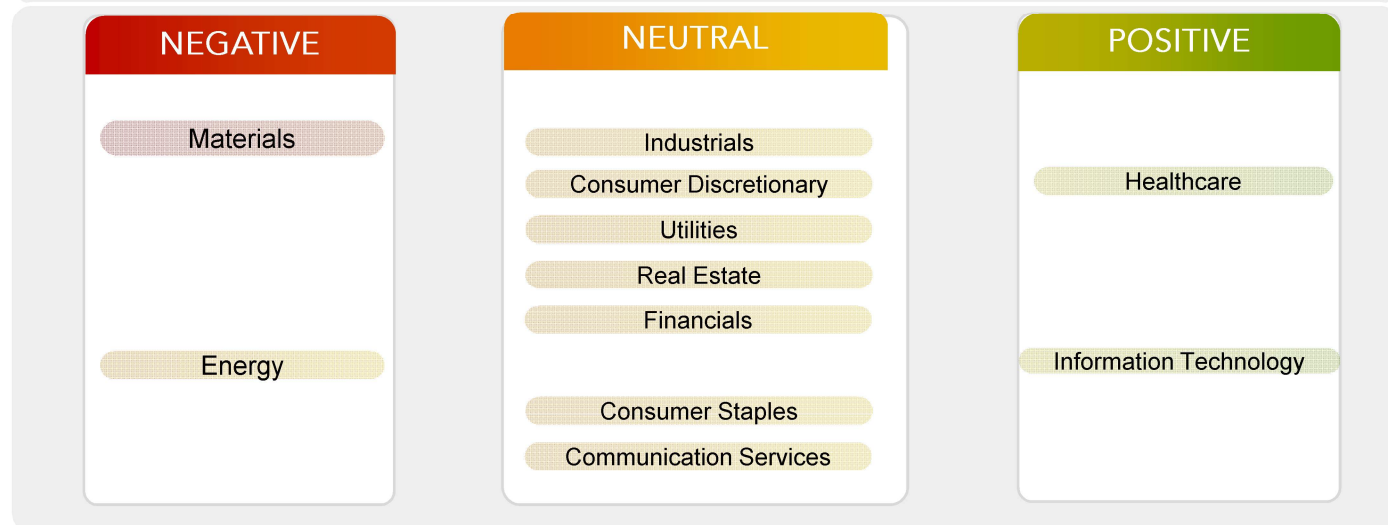 NEGATIVE
Materials
Energy
NEUTRAL
Industrials
Consumer Discretionary
Utilities
Real Estate
Financials
Consumer Staples
Communication Services
POSITIVE
Healthcare
Information Technology